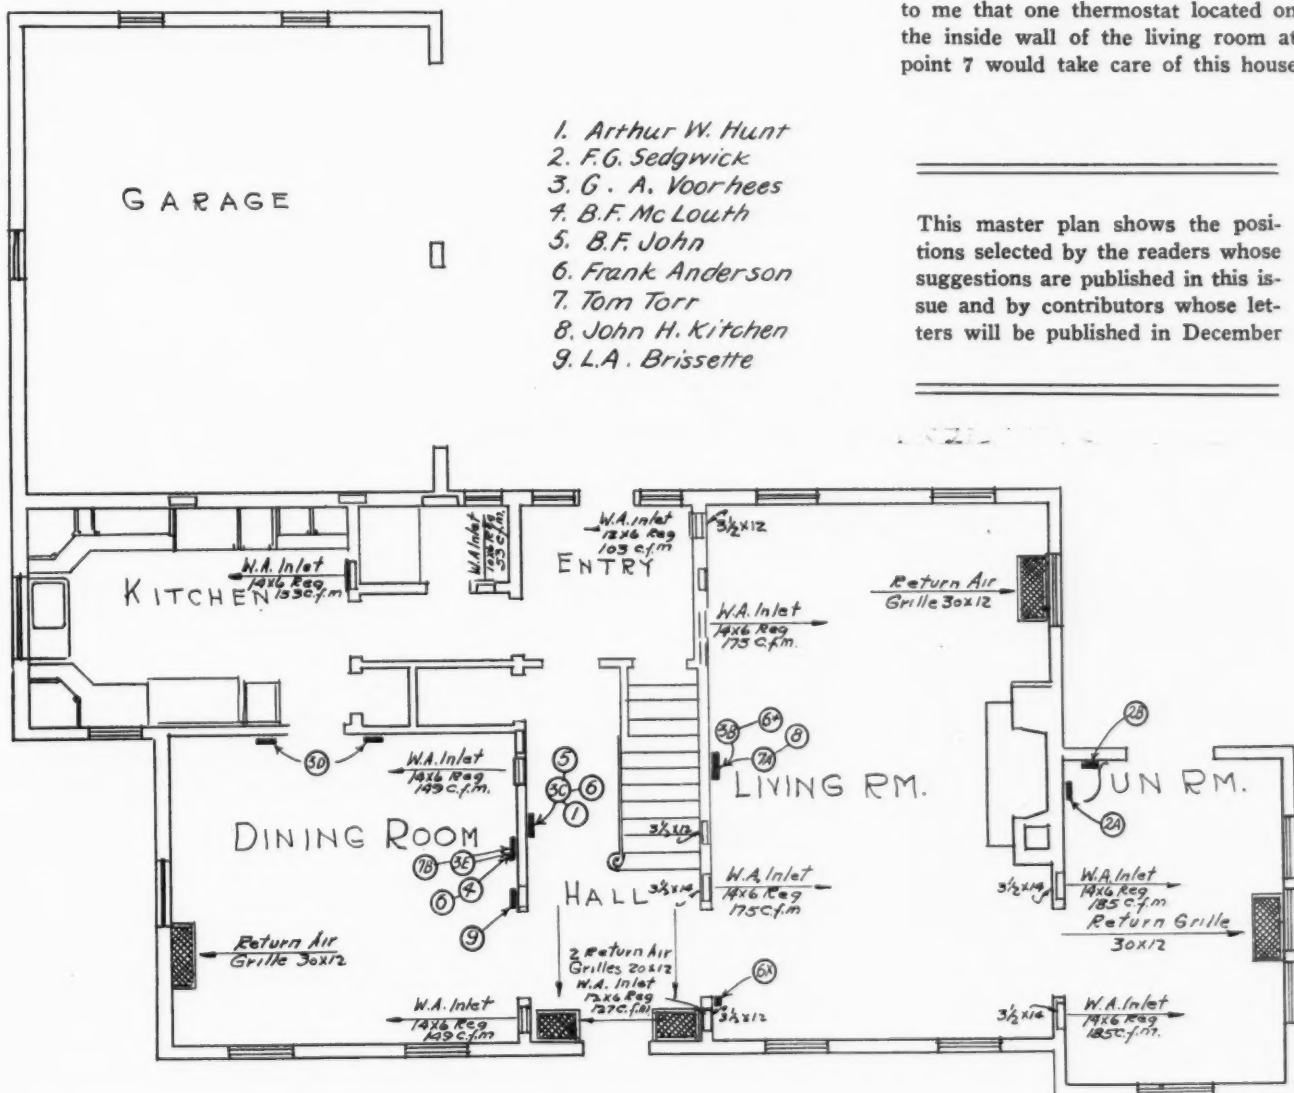 to me that one thermostat located on
the inside wall of the living room at
point 7 would take care of this house
1. Arthur W. Hunt
2. F.G. Sedgwick
3. G. A. Voorhees
4. B.F. Mc Louth
5. B.F. John
6. Frank Anderson
7. Tom Torr
8. John H. Kitchen
9. L.A. Brissette
This master plan shows the posi-
tions selected by the readers whose
suggestions are published in this is-
sue and by contributors whose let-
ters will be published in December
GARAGE
W.A. Inlet
14x6 Reg
153 C.f.m
KITCHEN
W.A. Inlet
10x6 Reg
53 C.f.m.
W.A. Inlet
12x6 Reg
103 C.f.m
ENTRY
3½x12
W.A. Inlet
14x6 Reg
175 C.f.m.
Return Air
Grille 30x12
3D
W.A. Inlet
14x6 Reg
149 C.f.m.
DINING ROOM
5
3C
6
1
7B
3E
6
4
9
HALL
3B
6+
7A
8
LIVING RM.
3½x12
3½x14
W.A. Inlet
14x6 Reg
175 C.f.m
2B
UN RM.
2A
3½x14
W.A. Inlet
14x6 Reg
185 C.f.m.
Return Grille
30x12
Return Air
Grille 30x12
2 Return Air
Grilles 20x12
W.A. Inlet
12x6 Reg
127 C.f.m
6X
3½x12
W.A. Inlet
14x6 Reg
149 C.f.m
3½x14
W.A. Inlet
14x6 Reg
185 C.f.m.